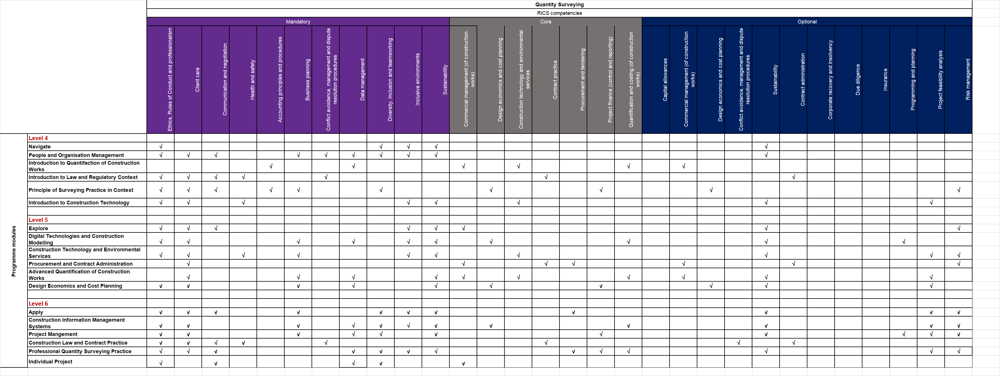 Quantity Surveying
RICS competencies
Mandatory Core Optional
Ethics, Rules of Conduct and professionalism
Client care
Communication and negotiation
Health and safety
Accounting principles and procedures
Business planning
Conflict avoidance, management and dispute
resolution procedures
Data management
Diversity, inclusion and teamworking
Inclusive environments
Sustainability
Commercial management (of construction
works)
Design economics and cost planning
Construction technology and environmental
services
Contract practice
Procurement and tendering
Project finance (control and reporting)
Quantification and costing (of construction
works)
Capital allowances
Commercial management (of construction
works)
Design economics and cost planning
Conflict avoidance, management and dispute
resolution procedures
Sustainability
Contract administration
Corporate recovery and insolvency
Due diligence
Insurance
Programming and planning
Project feasibility analysis
Risk management
Programme modules
Level 4
Navigate √ √ √ √ √
People and Organisation Management √ √ √ √ √ √ √ √ √ √
Introduction to Quantifaction of Construction
Works √ √ √ √ √ √
Introduction to Law and Regulatory Context √ √ √ √ √ √ √
Principle of Surveying Practice in Context √ √ √ √ √ √ √ √ √ √
Introduction to Construction Technology √ √ √ √ √ √ √ √
Level 5
Explore √ √ √ √ √ √ √ √
Digital Technologies and Construction
Modelling √ √ √ √ √ √ √ √ √ √
Construction Technology and Environmental
Services √ √ √ √ √ √ √ √ √ √
Procurement and Contract Administration √ √ √ √ √ √ √
Advanced Quantification of Construction
Works √ √ √ √ √ √ √ √ √ √
Design Economics and Cost Planning √ √ √ √ √ √ √ √ √ √
Level 6
Apply √ √ √ √ √ √ √ √ √ √ √
Construction Information Management
Systems √ √ √ √ √ √ √ √ √ √ √ √
Project Mangement √ √ √ √ √ √ √ √ √ √ √
Construction Law and Contract Practice √ √ √ √ √ √ √ √
Professional Quantity Surveying Practice √ √ √ √ √ √ √ √ √ √ √ √ √
Individual Project √ √ √ √ √